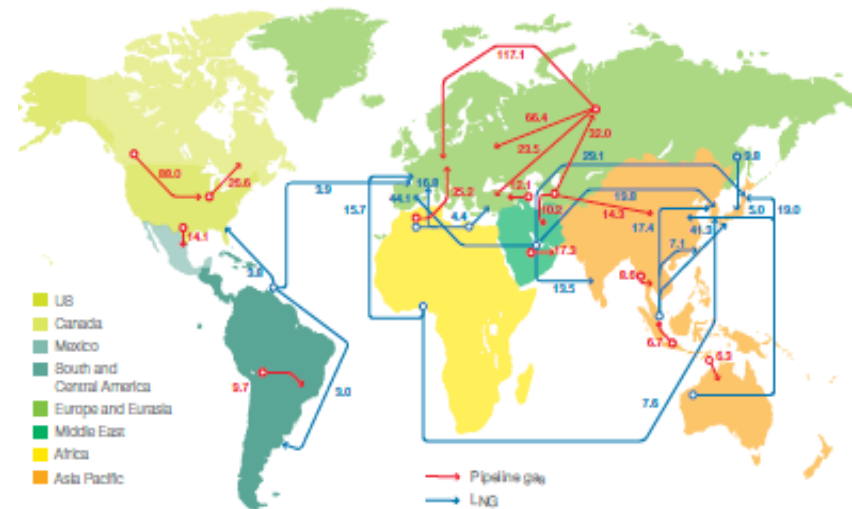 117.1
66.4
32.0
23.5
88.0
25.6
3.9
16.8
35.2
12.1
29.1
9.8
15.7
44.1
4.4
10.2
14.3
19.8
5.0
19.0
14.1
17.3
17.4
41.3
7.1
13.5
8.6
6.7
6.3
9.7
3.0
7.6
US
Canada
Mexico
South and
Central America
Europe and Eurasia
Middle East
Africa
Asia Pacific
Pipeline gas
LNG